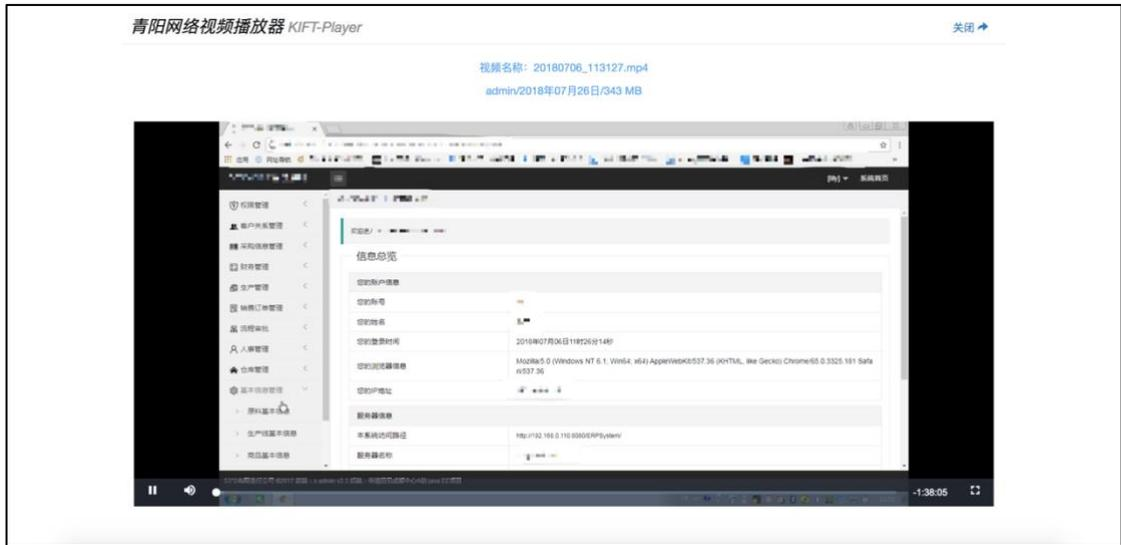 青阳网络视频播放器 KIFT-Player
关闭
视频名称：20180706_113127.mp4
admin/2018年07月26日/343 MB
应用
系统首页
权限管理
客户关系管理
采购信息管理
财务管理
生产管理
销售订单管理
流程审批
人事管理
仓库管理
基本信息管理
原料基本信息
生产线基本信息
商品基本信息
信息总览
您的账户信息
您的账号
您的姓名
您的登录时间 2018年07月06日11时26分14秒
您的浏览器信息 Mozilla/5.0 (Windows NT 6.1; Win64; x64) AppleWebKit/537.36 (KHTML, like Gecko) Chrome/65.0.3325.181 Safa
ri/537.36
您的IP地址
服务器信息
本系统访问路径 http://192.168.0.110:8080/ERPSystem/
服务器名称
-1:38:05